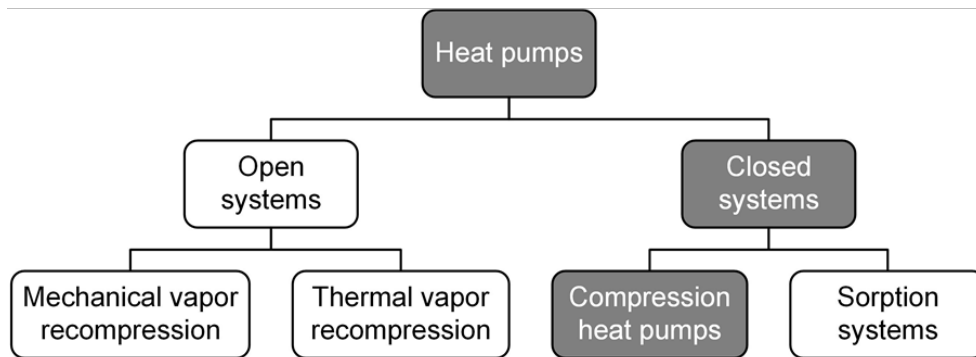 Heat pumps
Open
systems
Closed
systems
Mechanical vapor
recompression
Thermal vapor
recompression
Compression
heat pumps
Sorption
systems